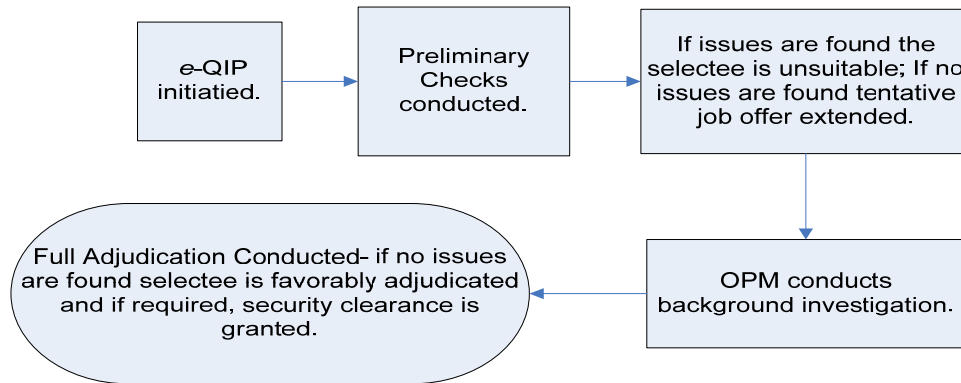 e-QIP
initiatied.
Preliminary
Checks
conducted.
If issues are found the
selectee is unsuitable; If no
issues are found tentative
job offer extended.
OPM conducts
background investigation.
Full Adjudication Conducted- if no issues
are found selectee is favorably adjudicated
and if required, security clearance is
granted.